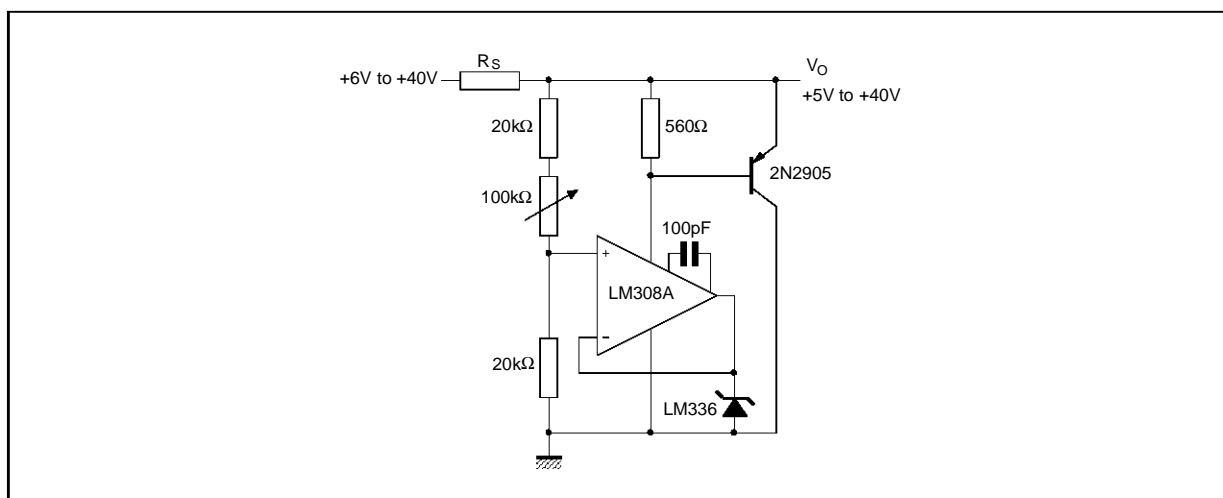 +6V to +40V
RS
VO
+5V to +40V
20kΩ
560Ω
2N2905
100kΩ
100pF
+
LM308A
-
20kΩ
LM336